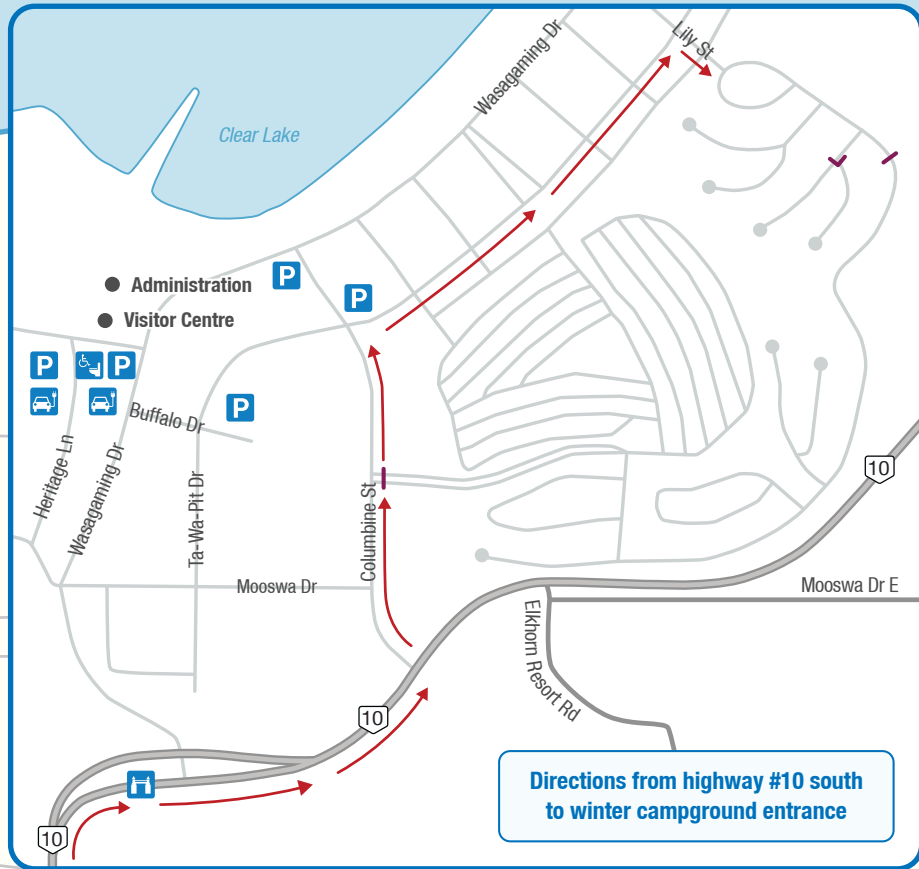 Lily St
Wasagaming Dr
Clear Lake
Administration
P
Visitor Centre
P
P
P
P
Buffalo Dr
Heritage Ln
Wasagaming Dr
Ta-Wa-Pit Dr
Columbine St
10
Mooswa Dr
Mooswa Dr E
Elkhorn Resort Rd
10
Directions from highway #10 south
to winter campground entrance
10